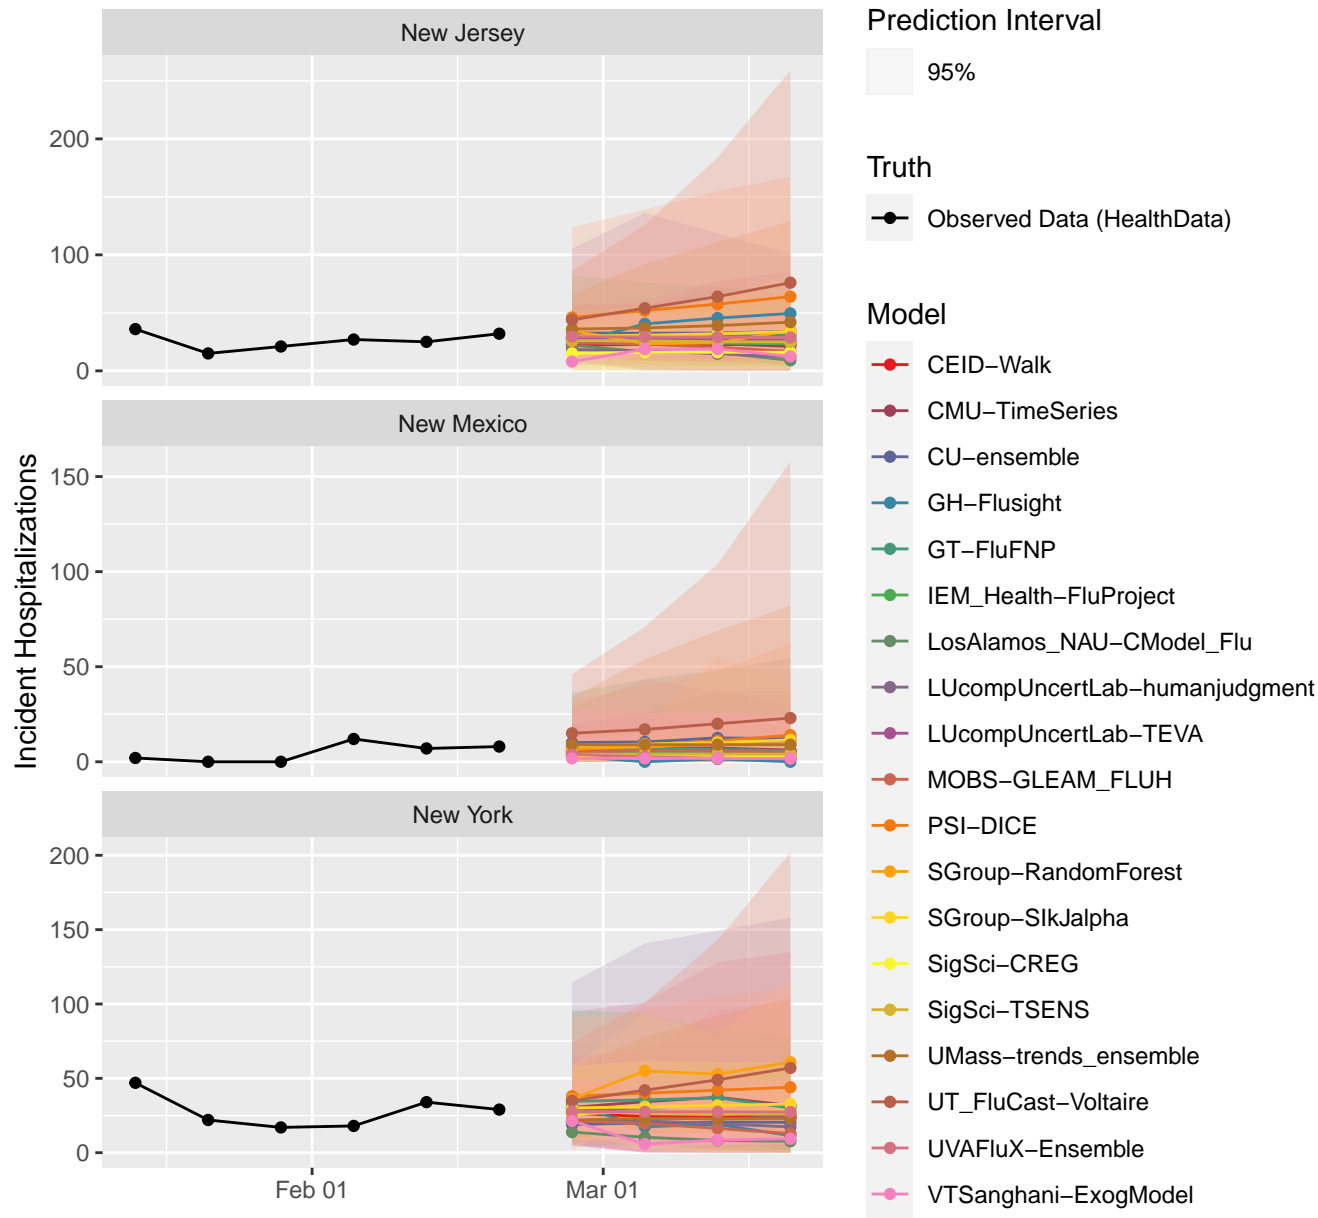 New Jersey
200
100
0
New Mexico
150
100
50
0
New York
200
150
100
50
0
Feb 01
Mar 01
Incident Hospitalizations
Prediction Interval
95%
Truth
Observed Data (HealthData)
Model
CEID−Walk
CMU−TimeSeries
CU−ensemble
GH−Flusight
GT−FluFNP
IEM_Health−FluProject
LosAlamos_NAU−CModel_Flu
LUcompUncertLab−humanjudgment
LUcompUncertLab−TEVA
MOBS−GLEAM_FLUH
PSI−DICE
SGroup−RandomForest
SGroup−SIkJalpha
SigSci−CREG
SigSci−TSENS
UMass−trends_ensemble
UT_FluCast−Voltaire
UVAFluX−Ensemble
VTSanghani−ExogModel